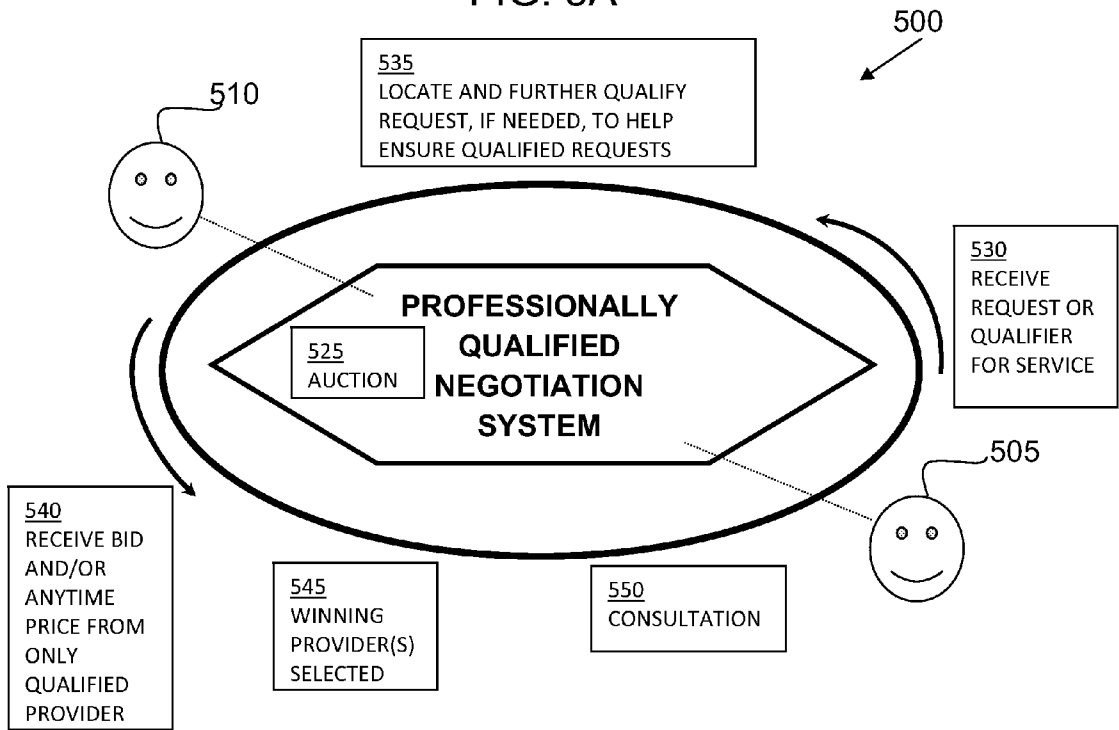 500
535
LOCATE AND FURTHER QUALIFY
REQUEST, IF NEEDED, TO HELP
ENSURE QUALIFIED REQUESTS
510
530
RECEIVE
REQUEST OR
QUALIFIER
FOR SERVICE
PROFESSIONALLY
QUALIFIED
NEGOTIATION
SYSTEM
525
AUCTION
505
540
RECEIVE BID
AND/OR
ANYTIME
PRICE FROM
ONLY
QUALIFIED
PROVIDER
545
WINNING
PROVIDER(S)
SELECTED
550
CONSULTATION